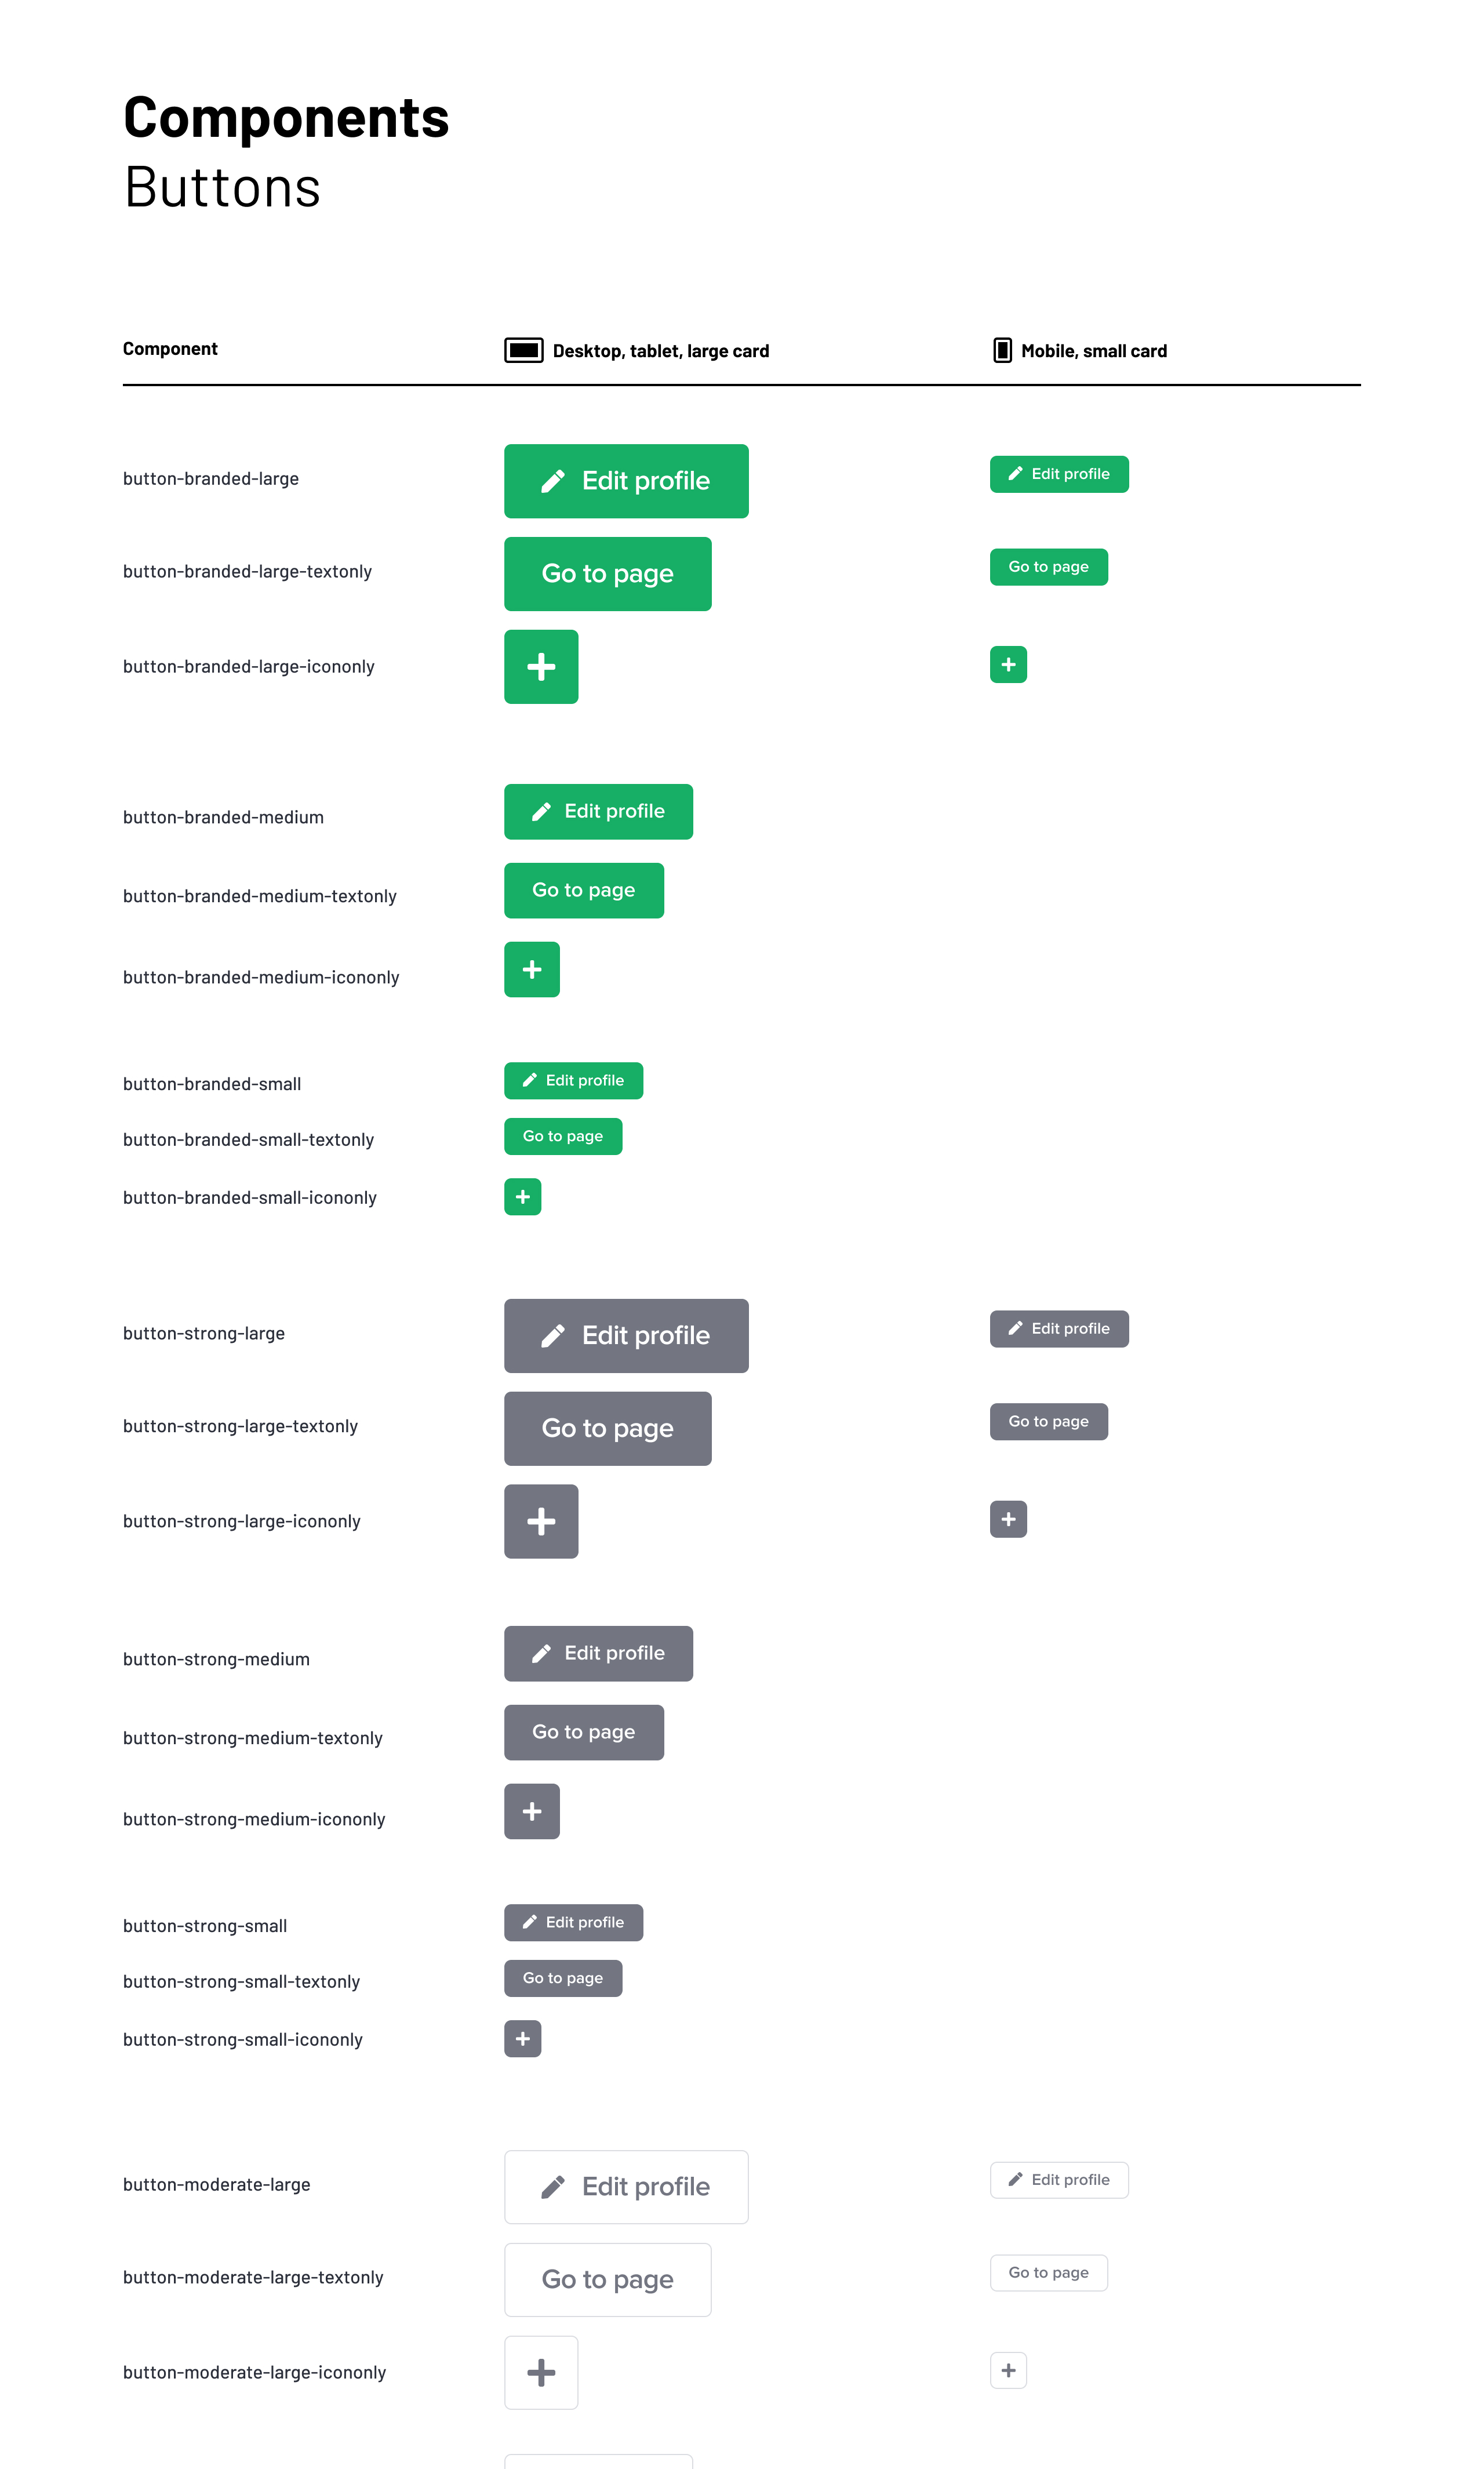 Components
Buttons
Component Desktop, tablet, large card Mobile, small card
button-branded-large Edit profile Edit profile
button-branded-large-textonly Go to page Go to page
button-branded-large-icononly
button-branded-medium Edit profile
button-branded-medium-textonly Go to page
button-branded-medium-icononly
button-branded-small Edit profile
button-branded-small-textonly Go to page
button-branded-small-icononly
button-strong-large Edit profile Edit profile
button-strong-large-textonly Go to page Go to page
button-strong-large-icononly
button-strong-medium Edit profile
button-strong-medium-textonly Go to page
button-strong-medium-icononly
button-strong-small Edit profile
button-strong-small-textonly Go to page
button-strong-small-icononly
button-moderate-large Edit profile Edit profile
button-moderate-large-textonly Go to page Go to page
button-moderate-large-icononly